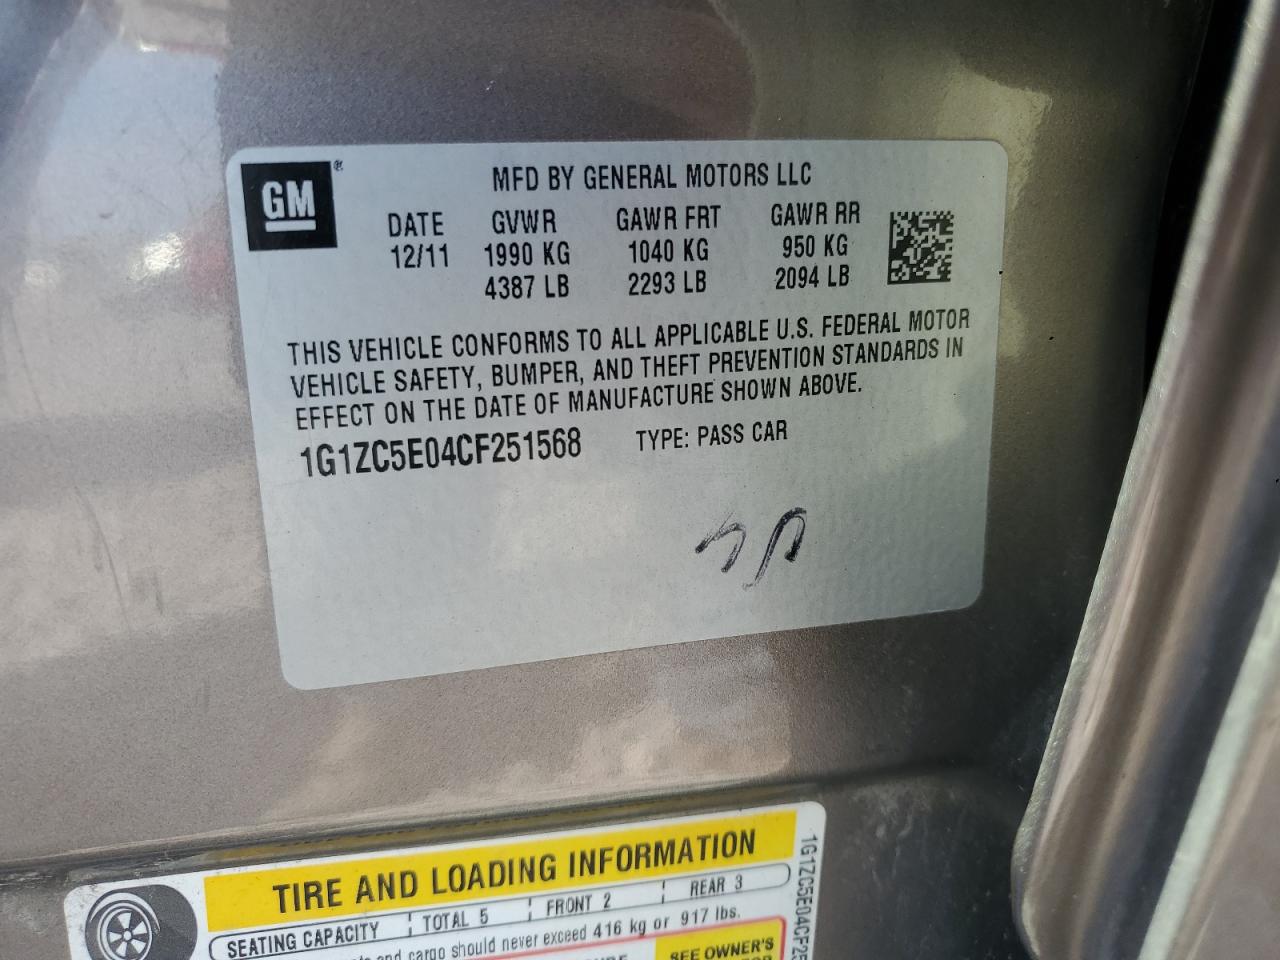 GM ®
MFD BY GENERAL MOTORS LLC
DATE GVWR GAWR FRT GAWR RR
12/11 1990 KG 1040 KG 950 KG
4387 LB 2293 LB 2094 LB
THIS VEHICLE CONFORMS TO ALL APPLICABLE U.S. FEDERAL MOTOR
VEHICLE SAFETY, BUMPER, AND THEFT PREVENTION STANDARDS IN
EFFECT ON THE DATE OF MANUFACTURE SHOWN ABOVE.
1G1ZC5E04CF251568 TYPE: PASS CAR
TIRE AND LOADING INFORMATION
SEATING CAPACITY TOTAL 5 FRONT 2 REAR 3
and cargo should never exceed 416 kg or 917 lbs.
SEE OWNER'S
1G1ZC5E04CF25